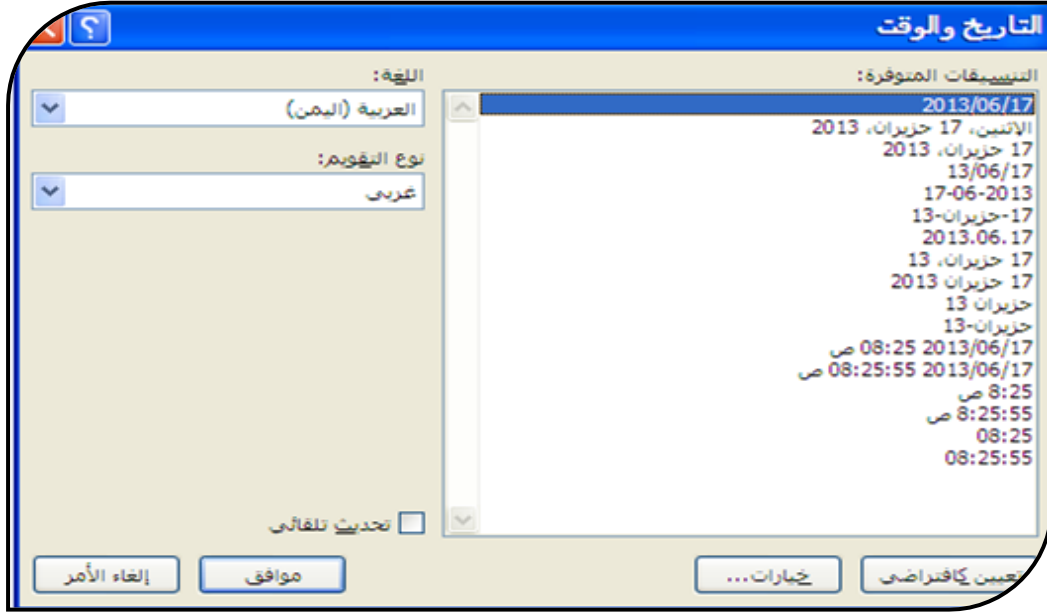 التاريخ والوقت
؟
التنسيقات المتوفرة:
2013/06/17
الاثنين، 17 حزيران، 2013
17 حزيران، 2013
13/06/17
17-06-2013
17-حزيران-13
2013.06.17
17 حزيران، 13
17 حزيران 2013
حزيران 13
حزيران-13
2013/06/17 08:25 ص
2013/06/17 08:25:55 ص
8:25 ص
8:25:55 ص
08:25
08:25:55
اللغة:
العربية (اليمن)
نوع التقويم:
عربي
تحديث تلقائي
تعيين كافتراضي
خيارات...
موافق
إلغاء الأمر